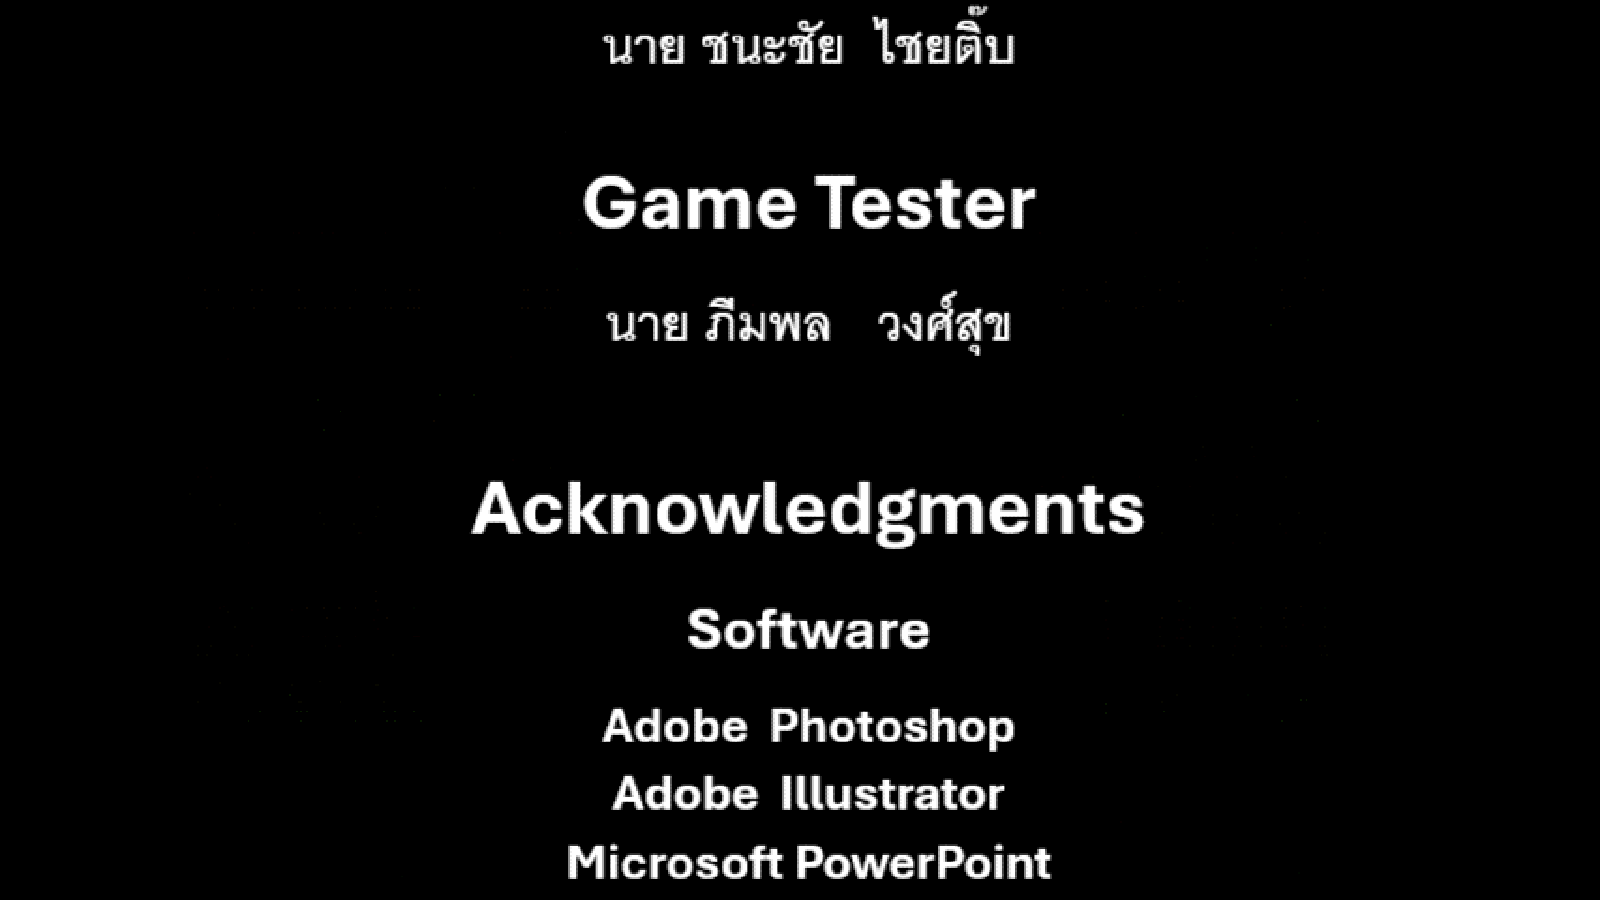 นาย ชนะชัย ไชยติ๊บ
Game Tester
นาย ภีมพล วงศ์สุข
Acknowledgments
Software
Adobe Photoshop
Adobe Illustrator
Microsoft PowerPoint